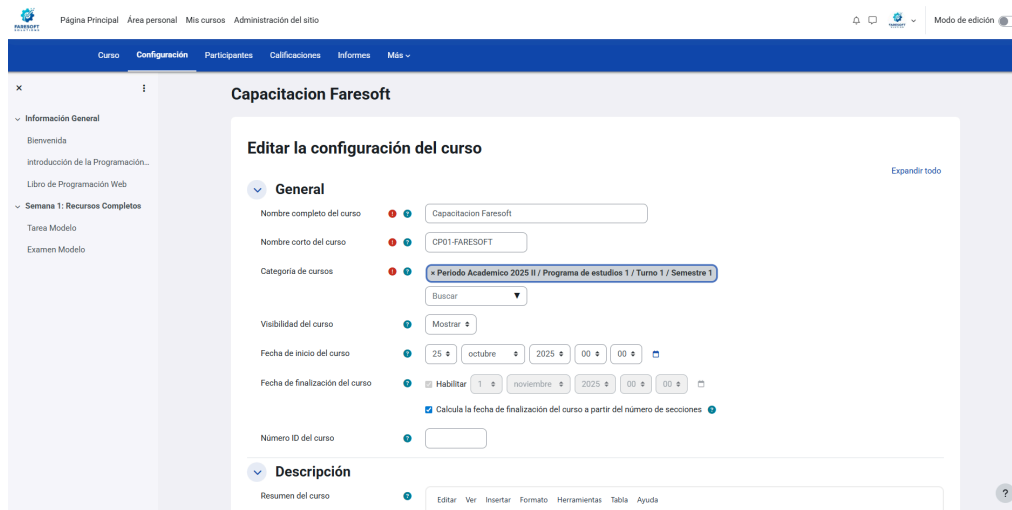 FARESOFT
SOLUTIONS
Página Principal Área personal Mis cursos Administración del sitio
Modo de edición
Curso Configuración Participantes Calificaciones Informes Más
Capacitacion Faresoft
Información General
Bienvenida
introducción de la Programación...
Libro de Programación Web
Semana 1: Recursos Completos
Tarea Modelo
Examen Modelo
Editar la configuración del curso
Expandir todo
General
Nombre completo del curso ! ? Capacitacion Faresoft
Nombre corto del curso ! ? CP01-FARESOFT
Categoría de cursos ! ? × Periodo Academico 2025 II / Programa de estudios 1 / Turno 1 / Semestre 1
Buscar ▼
Visibilidad del curso ? Mostrar
Fecha de inicio del curso ? 25 octubre 2025 00 00
Fecha de finalización del curso ? Habilitar 1 noviembre 2025 00 00
Calcula la fecha de finalización del curso a partir del número de secciones ?
Número ID del curso ?
Descripción
Resumen del curso ? Editar Ver Insertar Formato Herramientas Tabla Ayuda
?